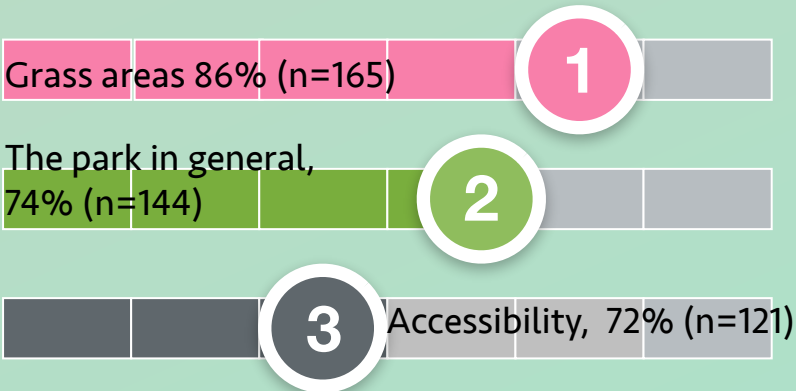 Grass areas 86% (n=165)
1
The park in general,
74% (n=144)
2
3
Accessibility, 72% (n=121)